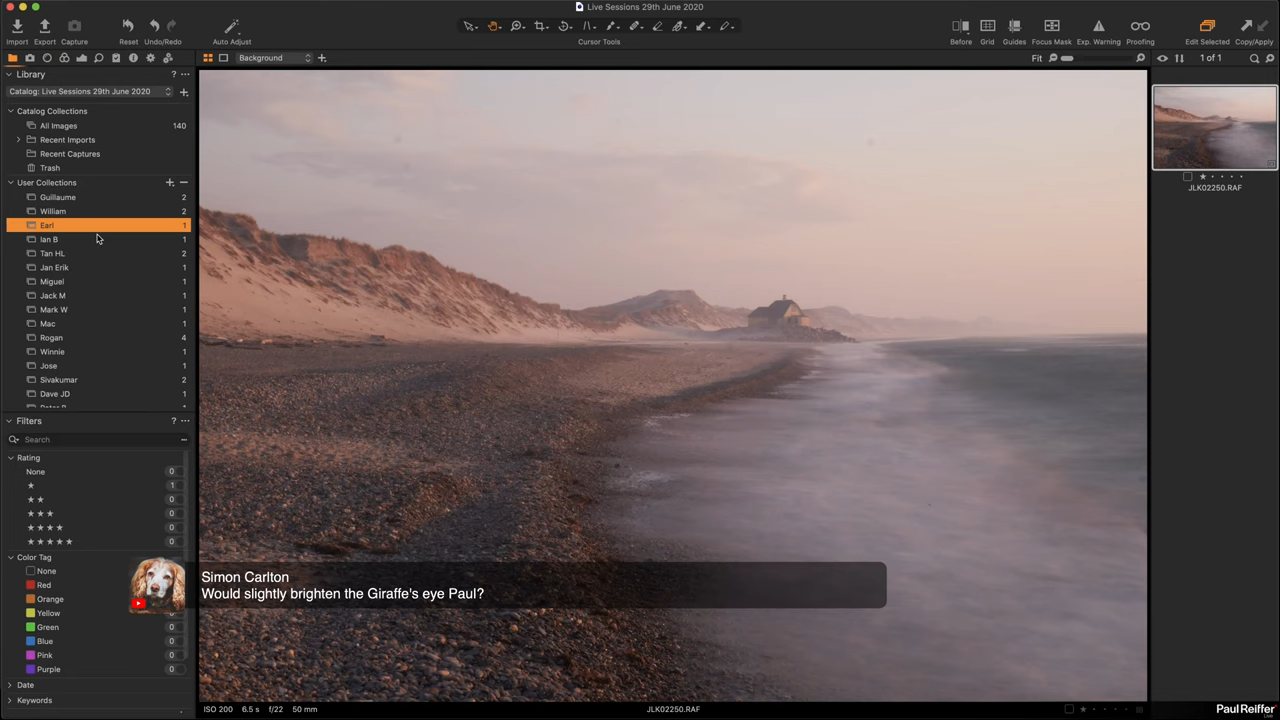 Live Sessions 29th June 2020
Import Export Capture Reset Undo/Redo Auto Adjust Cursor Tools Before Grid Guides Focus Mask Exp. Warning Proofing Edit Selected Copy/Apply
Background
Fit
1 of 1
Library ?
Catalog: Live Sessions 29th June 2020
Catalog Collections
All Images 140
Recent Imports
Recent Captures
Trash
User Collections
Guillaume 2
William 2
Earl 1
Ian B 1
Tan HL 2
Jan Erik 1
Miguel 1
Jack M 1
Mark W 1
Mac 1
Rogan 4
Winnie 1
Jose 1
Sivakumar 2
Dave JD 1
Filters ?
Search
Rating
None 0
★ 1
★★ 0
★★★ 0
★★★★ 0
★★★★★ 0
Color Tag
None 0
Red
Orange
Yellow
Green 0
Blue 0
Pink 0
Purple 0
Date
Keywords
Simon Carlton
Would slightly brighten the Giraffe's eye Paul?
JLK02250.RAF
ISO 200 6.5 s f/22 50 mm
JLK02250.RAF
PaulReiffer
Live